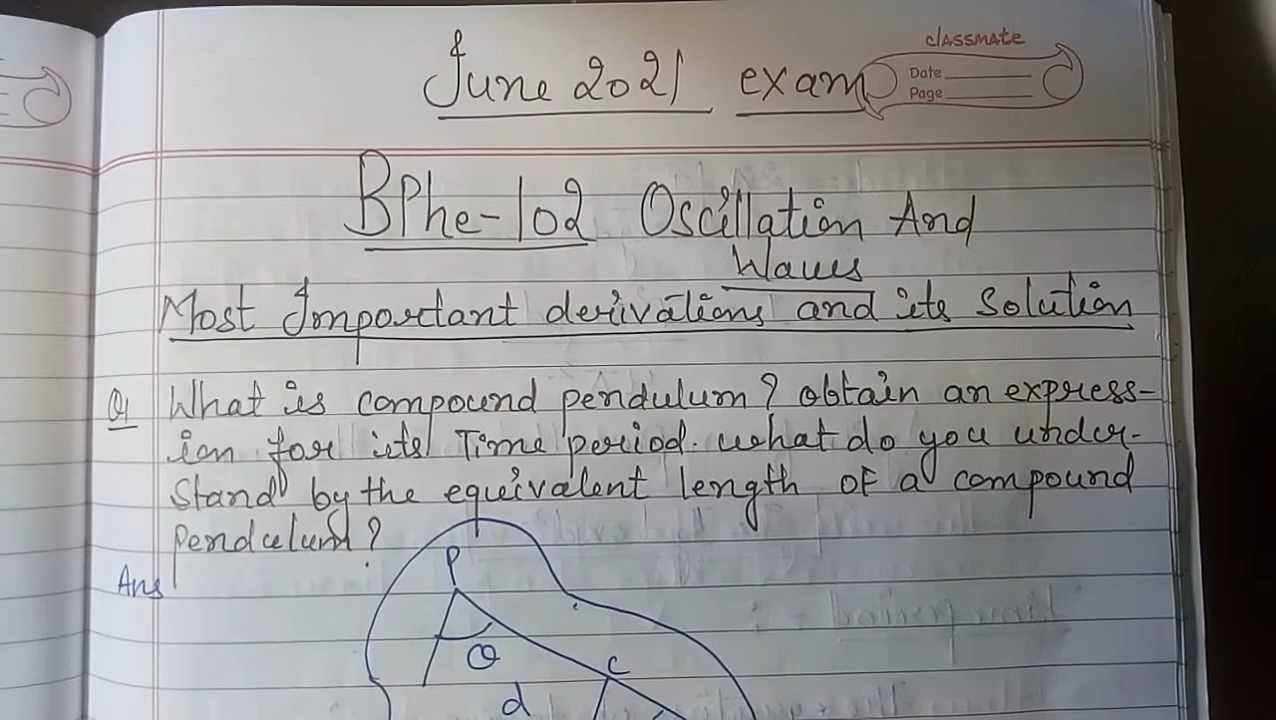 June 2021 exam
classmate
Date
Page
BPhe-102 Oscillation And
Waves
Most Important derivations and its solution
Q1 What is compound pendulum? obtain an express-
ion for its Time period. what do you under-
stand by the equivalent length of a compound
pendulum?
Ans
P
θ
C
d